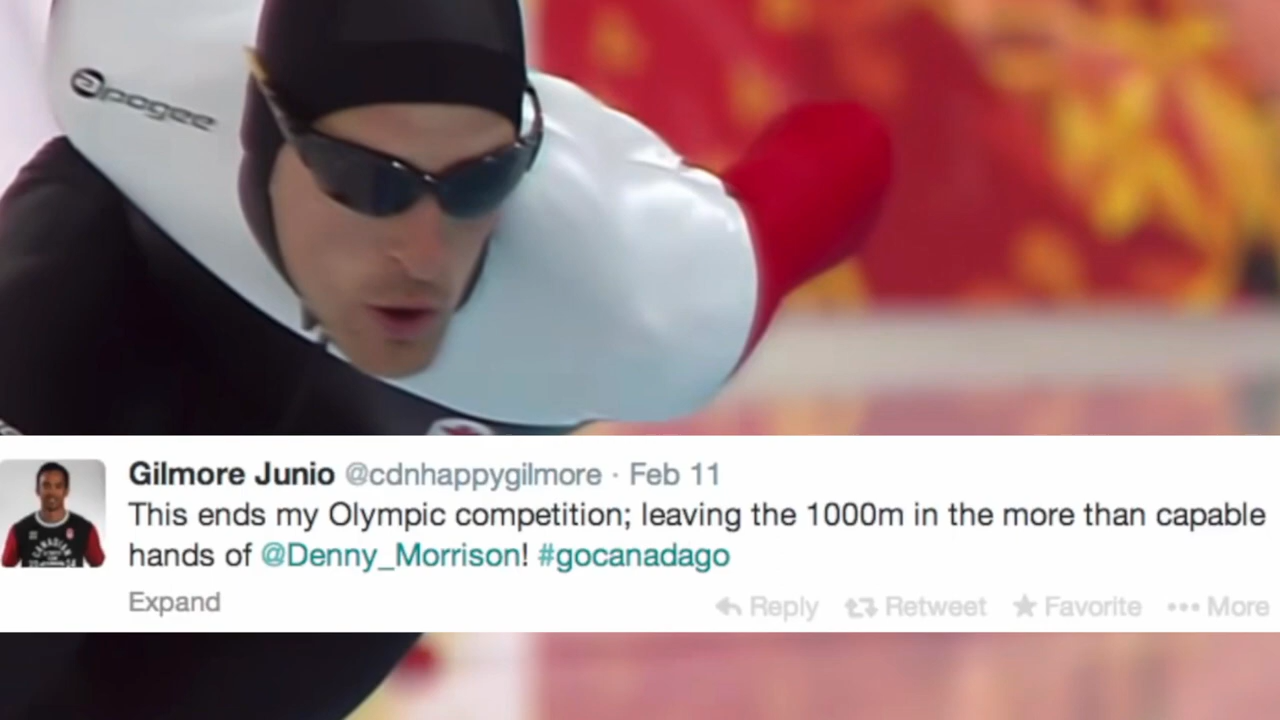 apogee
Gilmore Junio @cdnhappygilmore · Feb 11
This ends my Olympic competition; leaving the 1000m in the more than capable
hands of @Denny_Morrison! #gocanadago
Expand
Reply Retweet Favorite More